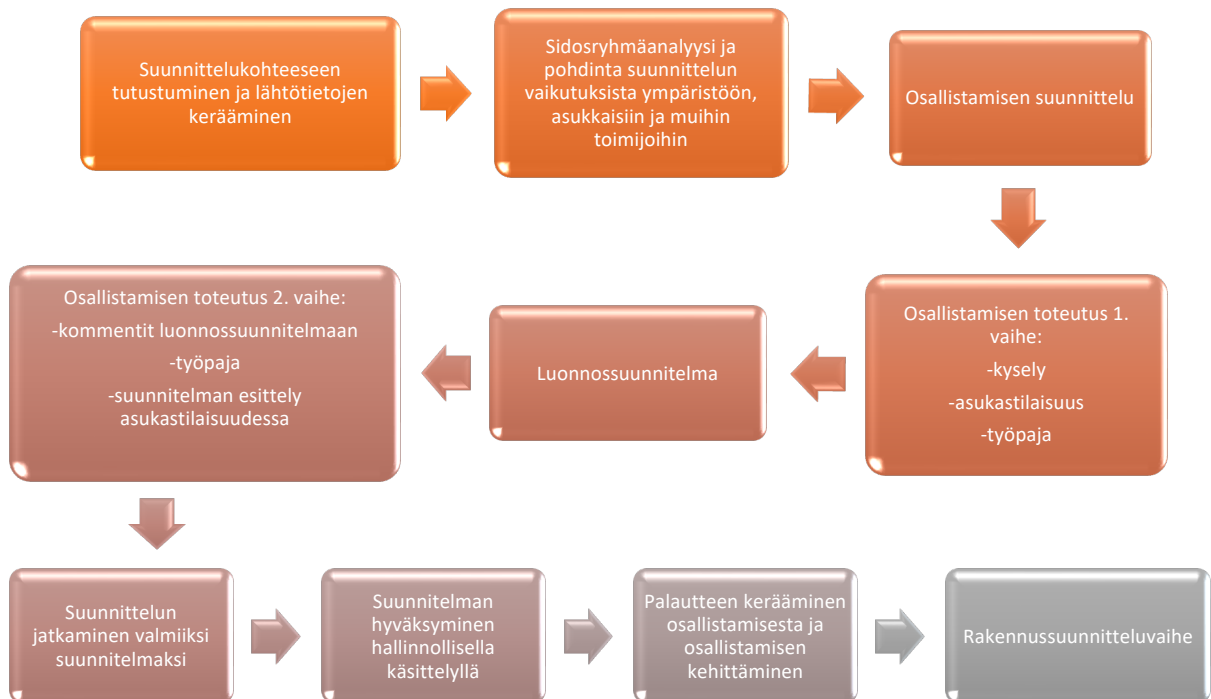 Suunnittelukohteeseen
tutustuminen ja lähtötietojen
kerääminen
Sidosryhmäanalyysi ja
pohdinta suunnittelun
vaikutuksista ympäristöön,
asukkaisiin ja muihin
toimijoihin
Osallistamisen suunnittelu
Osallistamisen toteutus 1.
vaihe:
-kysely
-asukastilaisuus
-työpaja
Luonnossuunnitelma
Osallistamisen toteutus 2. vaihe:
-kommentit luonnossuunnitelmaan
-työpaja
-suunnitelman esittely
asukastilaisuudessa
Suunnittelun
jatkaminen valmiiksi
suunnitelmaksi
Suunnitelman
hyväksyminen
hallinnollisella
käsittelyllä
Palautteen kerääminen
osallistamisesta ja
osallistamisen
kehittäminen
Rakennussuunnitteluvaihe